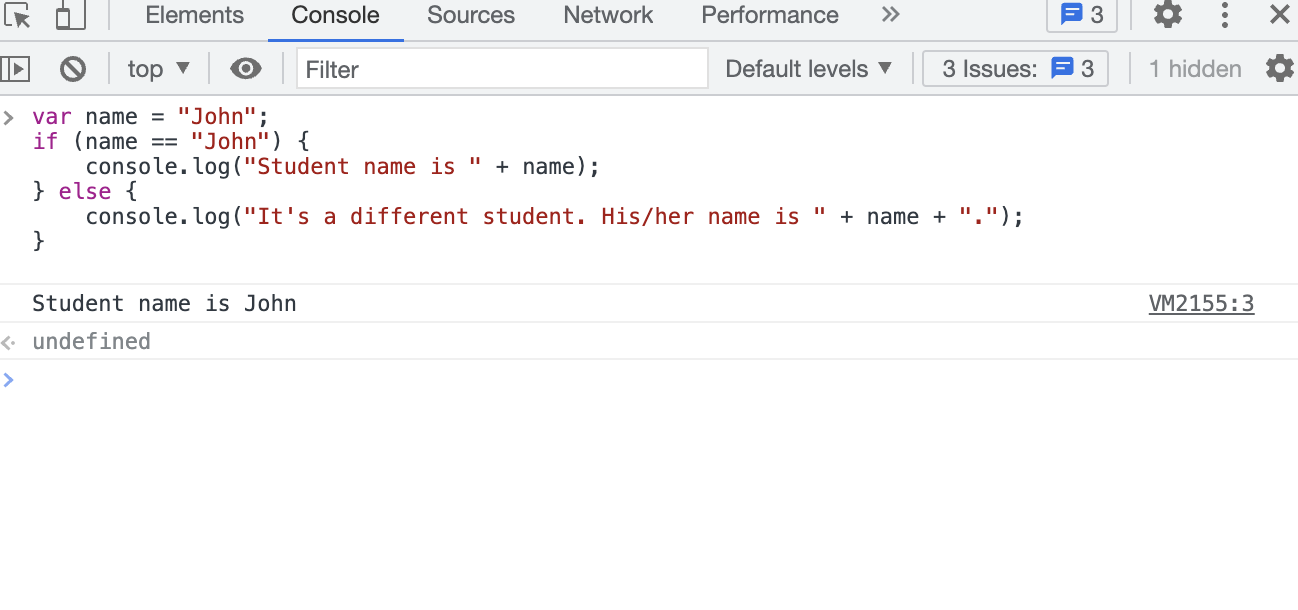 Elements Console Sources Network Performance 3
top Filter Default levels 3 Issues: 3 1 hidden
var name = "John";
if (name == "John") {
    console.log("Student name is " + name);
} else {
    console.log("It's a different student. His/her name is " + name + ".");
}
Student name is John VM2155:3
undefined